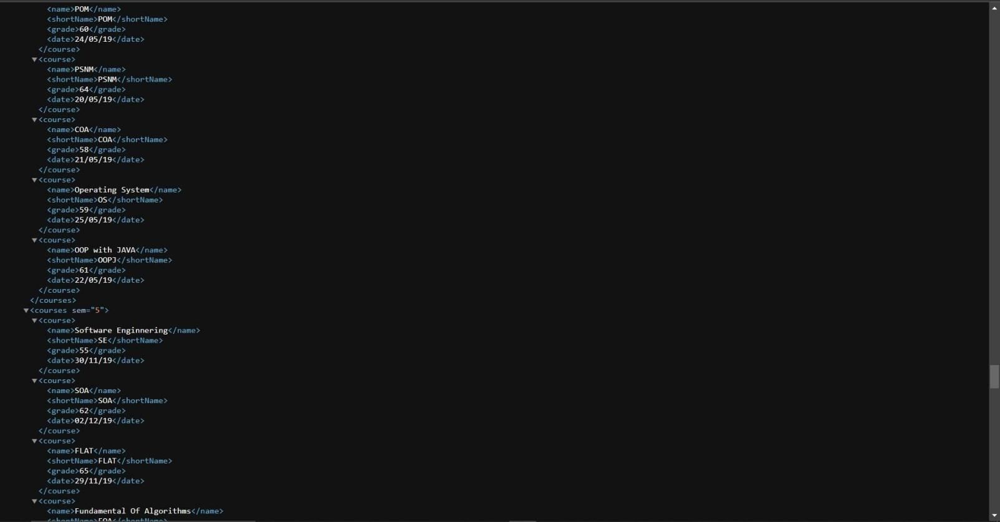 <name>POM</name>
<shortName>POM</shortName>
<grade>60</grade>
<date>24/05/19</date>
</course>
▼<course>
<name>PSNM</name>
<shortName>PSNM</shortName>
<grade>64</grade>
<date>20/05/19</date>
</course>
▼<course>
<name>COA</name>
<shortName>COA</shortName>
<grade>58</grade>
<date>21/05/19</date>
</course>
▼<course>
<name>Operating System</name>
<shortName>OS</shortName>
<grade>59</grade>
<date>25/05/19</date>
</course>
▼<course>
<name>OOP with JAVA</name>
<shortName>OOPJ</shortName>
<grade>61</grade>
<date>22/05/19</date>
</course>
</courses>
▼<courses sem="5">
▼<course>
<name>Software Enginnering</name>
<shortName>SE</shortName>
<grade>55</grade>
<date>30/11/19</date>
</course>
▼<course>
<name>SOA</name>
<shortName>SOA</shortName>
<grade>62</grade>
<date>02/12/19</date>
</course>
▼<course>
<name>FLAT</name>
<shortName>FLAT</shortName>
<grade>65</grade>
<date>29/11/19</date>
</course>
▼<course>
<name>Fundamental Of Algorithms</name>
<shortName>FOA</shortName>